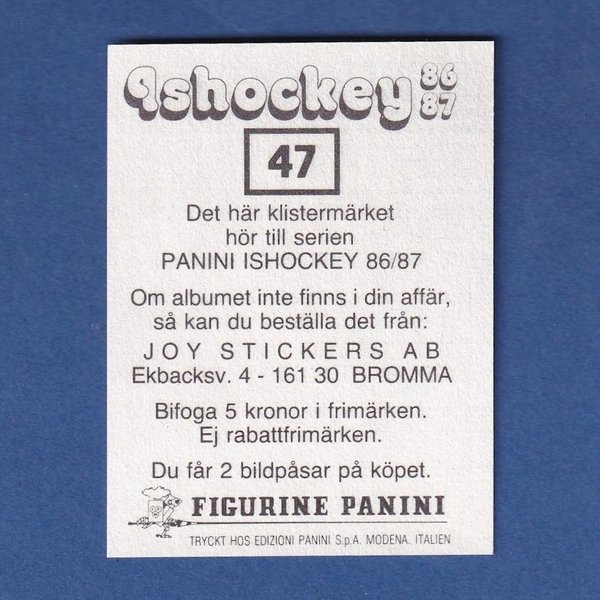 Ishockey 86
87
47
Det här klistermärket
hör till serien
PANINI ISHOCKEY 86/87
Om albumet inte finns i din affär,
så kan du beställa det från:
JOY STICKERS AB
Ekbacksv. 4 - 161 30 BROMMA
Bifoga 5 kronor i frimärken.
Ej rabattfrimärken.
Du får 2 bildpåsar på köpet.
FIGURINE PANINI
TRYCKT HOS EDIZIONI PANINI S.p.A. MODENA. ITALIEN